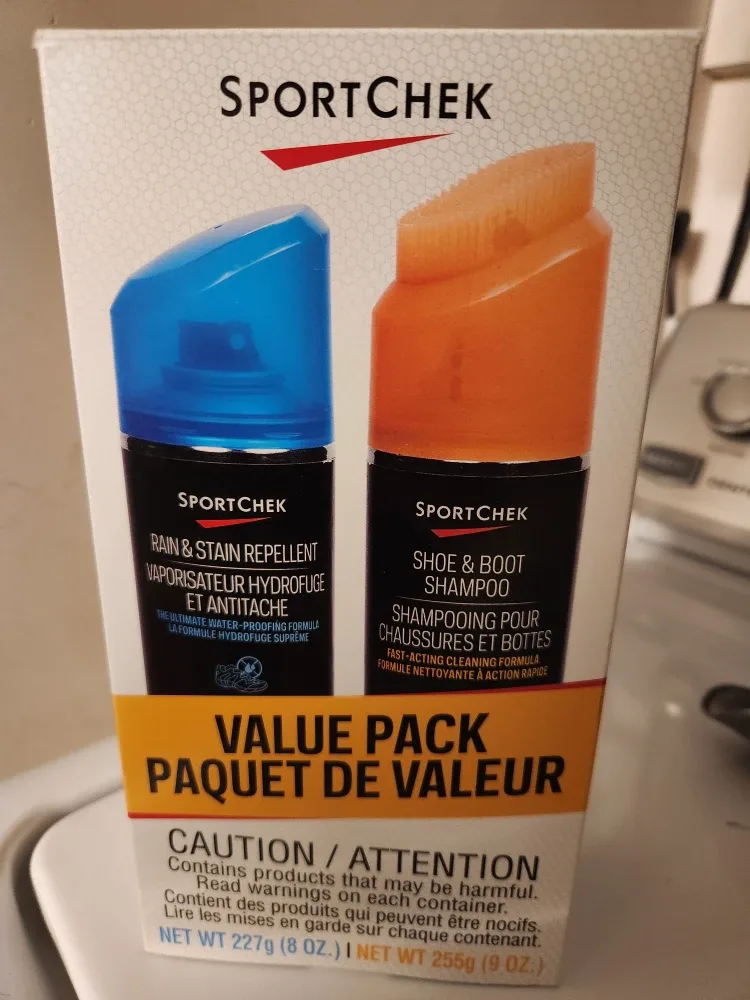 SPORTCHEK
SPORTCHEK
RAIN & STAIN REPELLENT
VAPORISATEUR HYDROFUGE
ET ANTITACHE
THE ULTIMATE WATER-PROOFING FORMULA
LA FORMULE HYDROFUGE SUPRÊME
SPORTCHEK
SHOE & BOOT
SHAMPOO
SHAMPOOING POUR
CHAUSSURES ET BOTTES
FAST-ACTING CLEANING FORMULA
FORMULE NETTOYANTE À ACTION RAPIDE
VALUE PACK
PAQUET DE VALEUR
CAUTION / ATTENTION
Contains products that may be harmful.
Read warnings on each container.
Contient des produits qui peuvent être nocifs.
Lire les mises en garde sur chaque contenant.
NET WT 227g (8 OZ.) | NET WT 255g (9 OZ.)